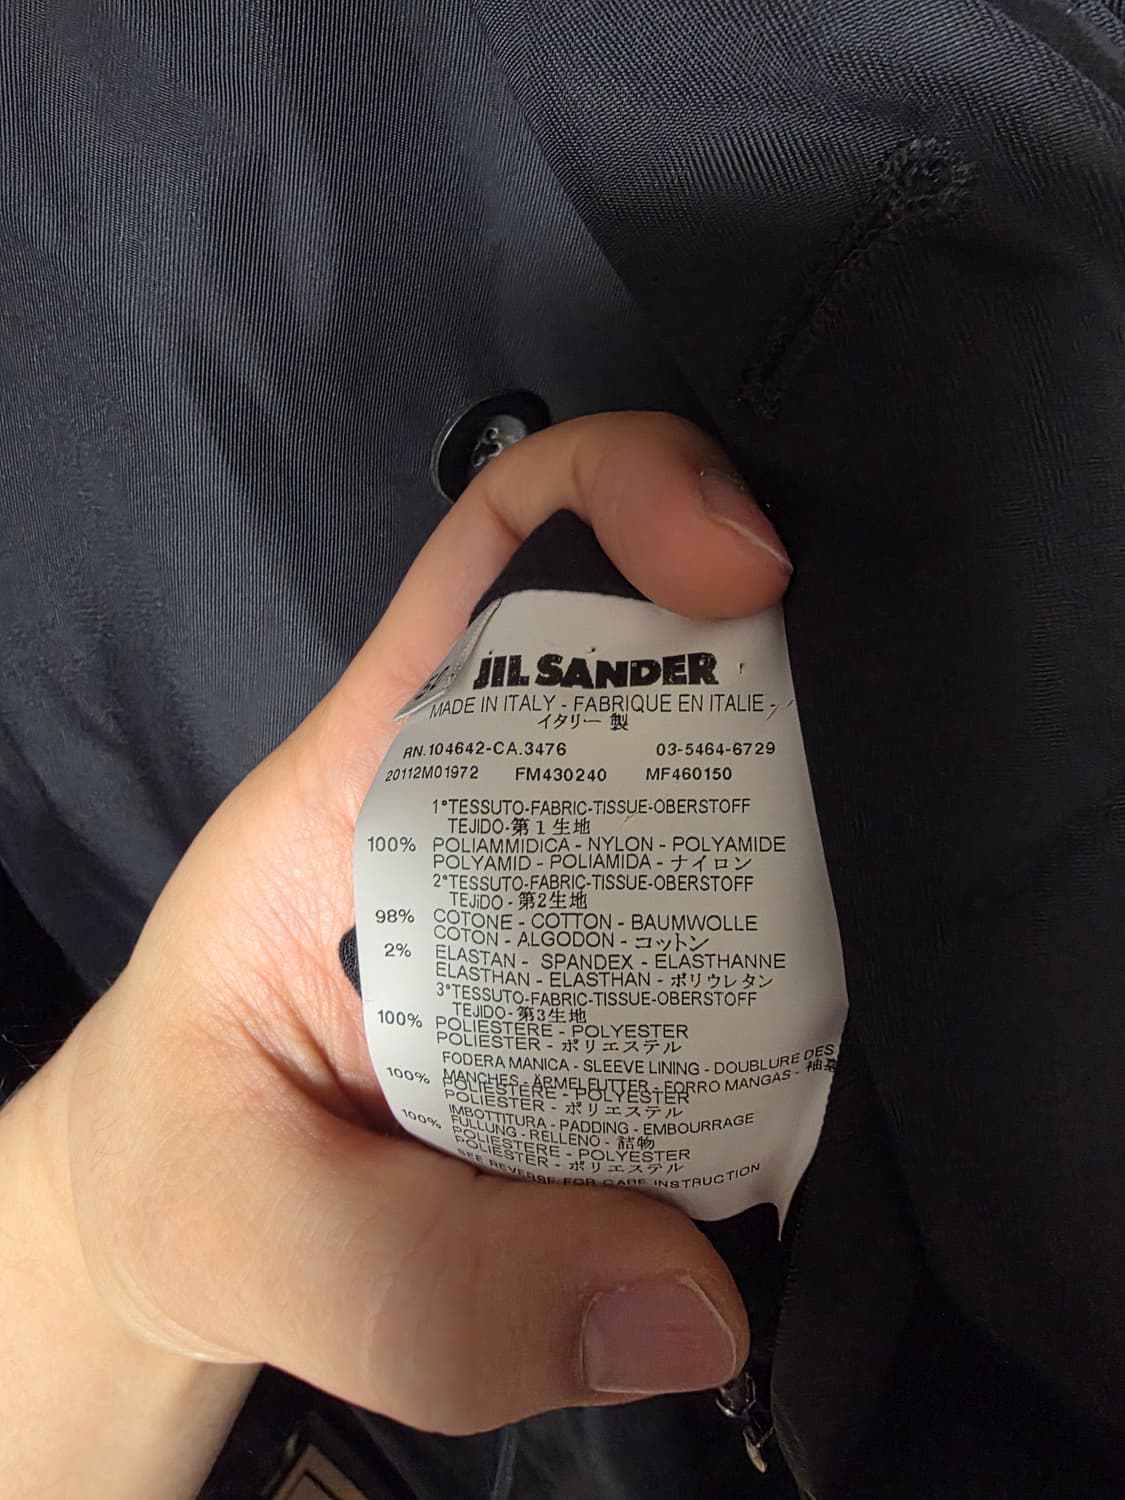 JIL SANDER
MADE IN ITALY - FABRIQUE EN ITALIE -
イタリー 製
RN.104642-CA.3476 03-5464-6729
20112M01972 FM430240 MF460150
1°TESSUTO-FABRIC-TISSUE-OBERSTOFF
TEJIDO-第1生地
100% POLIAMMIDICA - NYLON - POLYAMIDE
POLYAMID - POLIAMIDA - ナイロン
2°TESSUTO-FABRIC-TISSUE-OBERSTOFF
TEJiDO - 第2生地
98% COTONE - COTTON - BAUMWOLLE
COTON - ALGODON - コットン
2% ELASTAN - SPANDEX - ELASTHANNE
ELASTHAN - ELASTHAN - ポリウレタン
3°TESSUTO-FABRIC-TISSUE-OBERSTOFF
TEJIDO-第3生地
100% POLIESTERE - POLYESTER
POLIESTER - ポリエステル
FODERA MANICA - SLEEVE LINING - DOUBLURE DES
MANCHES - ÄRMELFUTTER - FORRO MANGAS - 袖裏
100% POLIESTERE - POLYESTER
POLIESTER - ポリエステル
IMBOTTITURA - PADDING - EMBOURRAGE
FULLUNG - RELLENO - 詰物
100% POLIESTERE - POLYESTER
POLIESTER - ポリエステル
SEE REVERSE FOR CARE INSTRUCTION